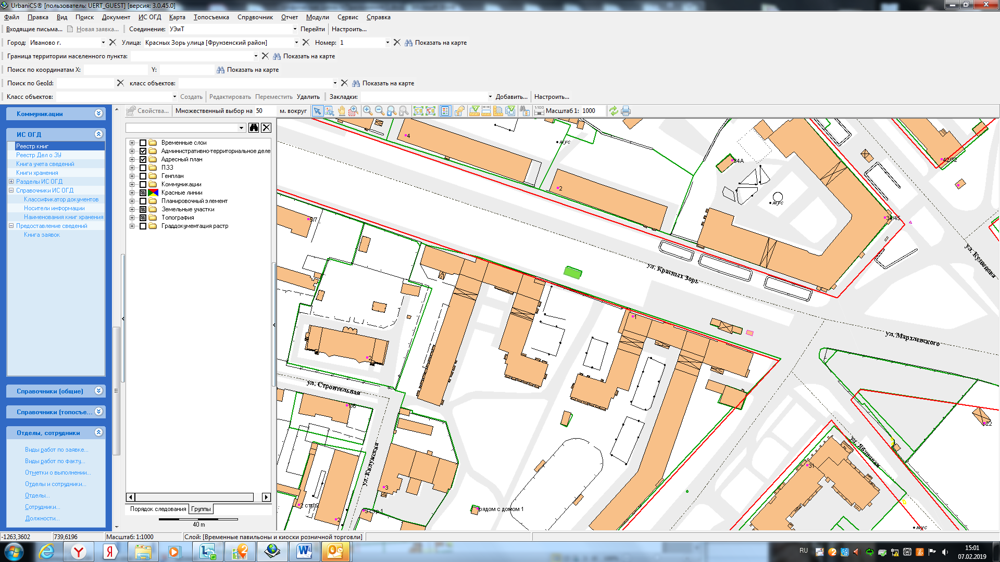 UrbaniCS® [пользователь: UERT_GUEST] [версия: 3.0.45.0]
Файл Правка Вид Поиск Документ ИС ОГД Карта Топосъемка Справочник Отчет Модули Сервис Справка
Входящие письма... Новая заявка... Соединение: УЭиТ Перейти Настроить...
Город: Иваново г. Улица: Красных Зорь улица [Фрунзенский район] Номер: 1 Показать на карте
Граница территории населенного пункта: Показать на карте
Поиск по координатам X: Y: Показать на карте
Поиск по GeoId: класс объектов: Показать на карте
Класс объектов: Создать Редактировать Переместить Удалить Закладки: Добавить... Настроить...
Свойства... Множественный выбор на 50 м. вокруг 1:100 Масштаб 1: 1000
Коммуникации
ИС ОГД
Реестр книг
Реестр Дел о ЗУ
Книга учета сведений
Книги хранения
Разделы ИС ОГД
Справочники ИС ОГД
Классификатор документов
Носители информации
Наименования книг хранения
Предоставление сведений
Книга заявок
Справочники (общие)
Справочники (топосъе...
Отделы, сотрудники
Виды работ по заявке...
Виды работ по факту...
Отметки о выполнении...
Отделы и сотрудники...
Отделы...
Сотрудники...
Должности...
Временные слои
Административно-территориальное деле
Адресный план
ПЗЗ
Генплан
Коммуникации
Красные линии
Планировочный элемент
Земельные участки
Топография
Граддокументация растр
Порядок следования Группы
40 m
4
мус
2
34А
42/32
мус
34/45
5/7
ул. Кузнецова
ул. Красных Зорь
1
ул. Мархлевского
2
ул. Строительная
ул. Калужская
22
ул. Яблочная
31
3
2 стр.2
2
3 стр.1
рядом с домом 1
мус
-1263,3602 739,6196 Масштаб: 1:1000 Слой: [Временные павильоны и киоски розничной торговли]
RU 15:01
07.02.2019